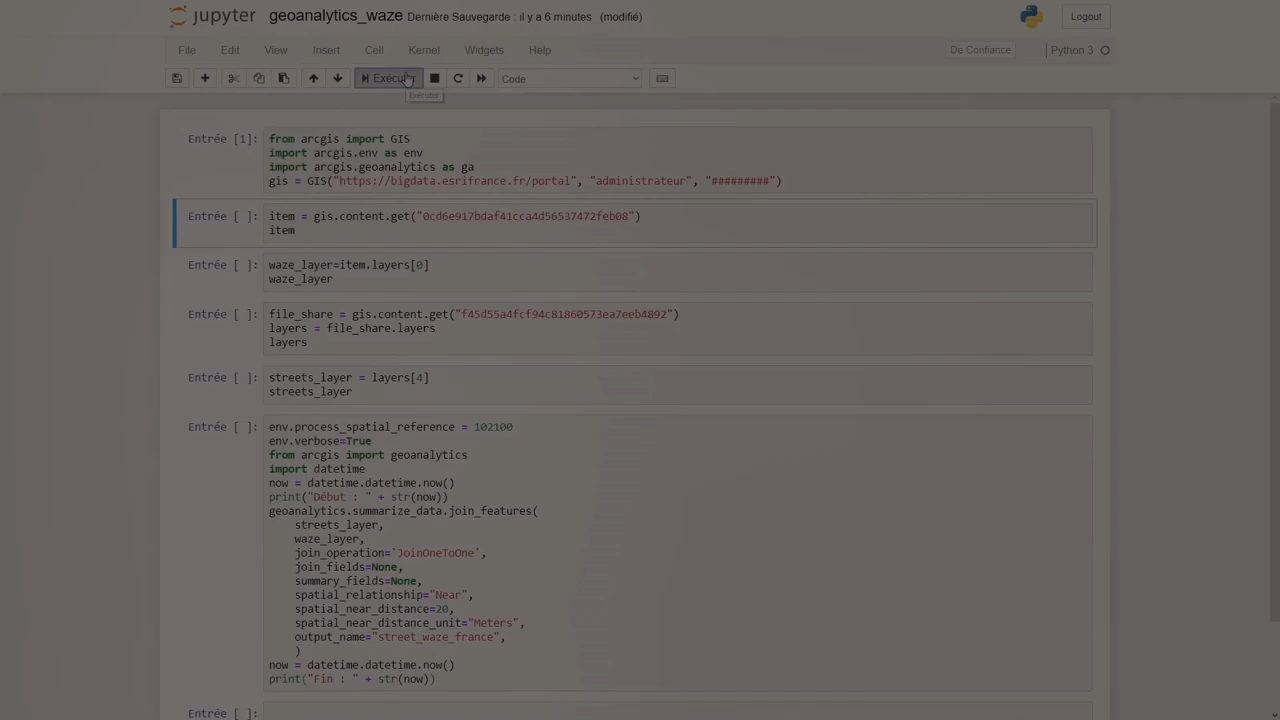 jupyter geoanalytics_waze Dernière Sauvegarde : il y a 6 minutes (modifié) Logout
File Edit View Insert Cell Kernel Widgets Help De Confiance Python 3
Exécuter Code
Exécuter
Entrée [1]: from arcgis import GIS
import arcgis.env as env
import arcgis.geoanalytics as ga
gis = GIS("https://bigdata.esrifrance.fr/portal", "administrateur", "#########")
Entrée [ ]: item = gis.content.get("0cd6e917bdaf41cca4d56537472feb08")
item
Entrée [ ]: waze_layer=item.layers[0]
waze_layer
Entrée [ ]: file_share = gis.content.get("f45d55a4fcf94c81860573ea7eeb4892")
layers = file_share.layers
layers
Entrée [ ]: streets_layer = layers[4]
streets_layer
Entrée [ ]: env.process_spatial_reference = 102100
env.verbose=True
from arcgis import geoanalytics
import datetime
now = datetime.datetime.now()
print("Début : " + str(now))
geoanalytics.summarize_data.join_features(
streets_layer,
waze_layer,
join_operation='JoinOneToOne',
join_fields=None,
summary_fields=None,
spatial_relationship="Near",
spatial_near_distance=20,
spatial_near_distance_unit="Meters",
output_name="street_waze_france",
)
now = datetime.datetime.now()
print("Fin : " + str(now))
Entrée [ ]: